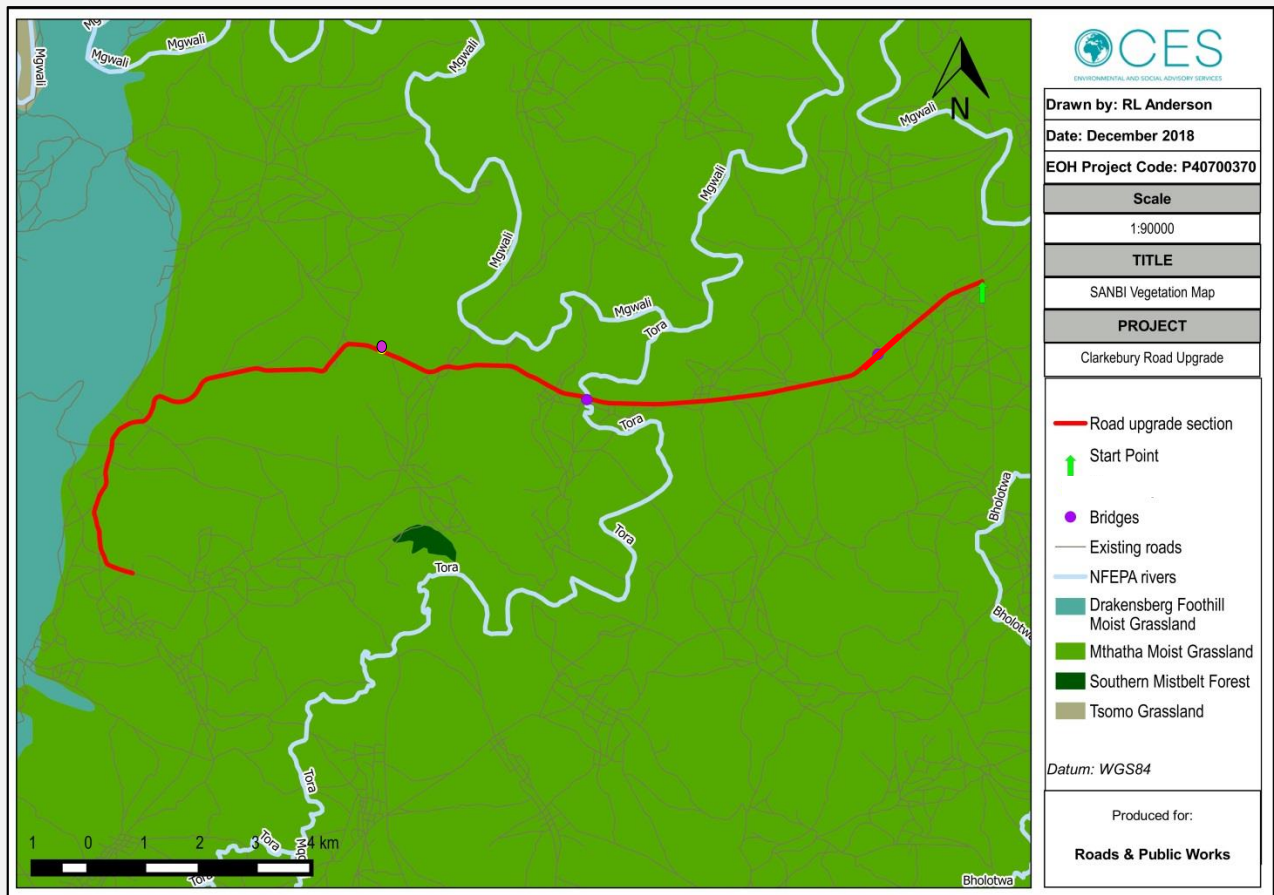 Mgwali
Mgwali
Mgwali
Mgwali
Mgwali
Mgwali
Mgwali
Mgwali
Mgwali
Tora
Tora
Tora
Tora
Tora
Tora
Bholotwa
Bholotwa
Bholotwa
N
1 0 1 2 3 4 km
CES
ENVIRONMENTAL AND SOCIAL ADVISORY SERVICES
Drawn by: RL Anderson
Date: December 2018
EOH Project Code: P40700370
Scale
1:90000
TITLE
SANBI Vegetation Map
PROJECT
Clarkebury Road Upgrade
Road upgrade section
Start Point
Bridges
Existing roads
NFEPA rivers
Drakensberg Foothill
Moist Grassland
Mthatha Moist Grassland
Southern Mistbelt Forest
Tsomo Grassland
Datum: WGS84
Produced for:
Roads & Public Works